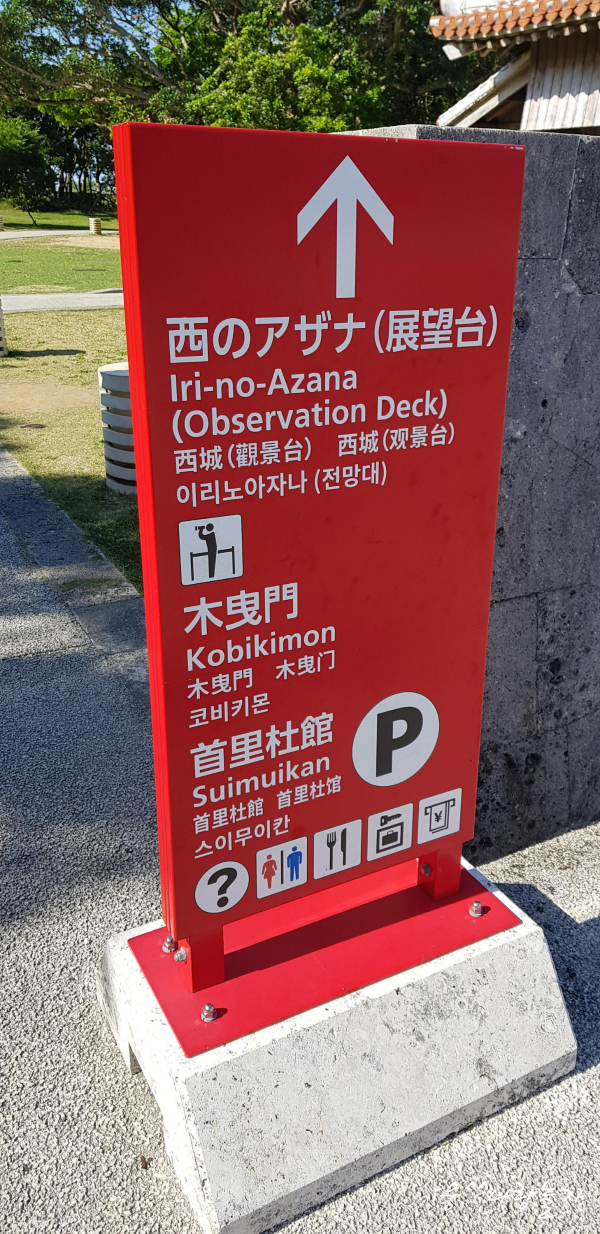 西のアザナ(展望台)
Iri-no-Azana
(Observation Deck)
西城(觀景台) 西城(观景台)
이리노아자나 (전망대)
木曳門
Kobikimon
木曳門 木曳门
코비키몬
首里杜館
Suimuikan
首里杜館 首里杜馆
스이무이칸
P
?
¥